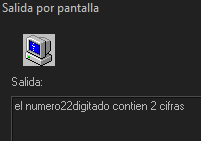 Salida por pantalla
Salida:
el numero22digitado contien 2 cifras